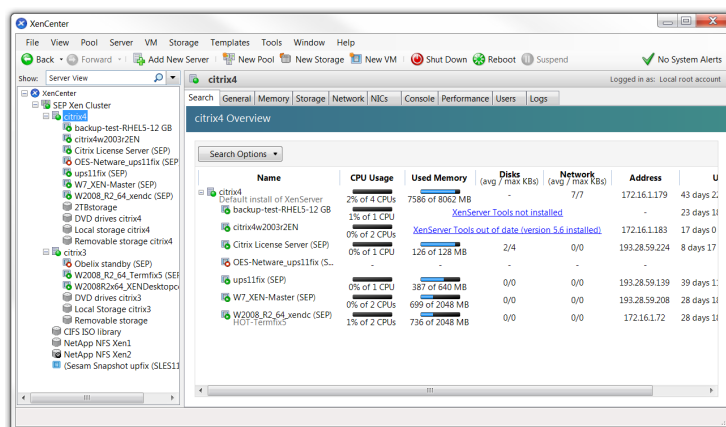 XenCenter
File View Pool Server VM Storage Templates Tools Window Help
Back Forward Add New Server New Pool New Storage New VM Shut Down Reboot Suspend No System Alerts
Show: Server View
citrix4 Logged in as: Local root account
XenCenter
SEP Xen Cluster
citrix4
backup-test-RHEL5-12 GB
citrix4w2003r2EN
Citrix License Server (SEP)
OES-Netware_ups11fix (SEP
ups11fix (SEP)
W7_XEN-Master (SEP)
W2008_R2_64_xendc (SEP)
2TBstorage
DVD drives citrix4
Local storage citrix4
Removable storage citrix4
citrix3
Obelix standby (SEP)
W2008_R2_64_Termfix5 (SEP
W2008R2x64_XENDesktopc
DVD drives citrix3
Local Storage citrix3
Removable storage
CIFS ISO library
NetApp NFS Xen1
NetApp NFS Xen2
(Sesam Snapshot upfix (SLES11
Search General Memory Storage Network NICs Console Performance Users Logs
citrix4 Overview
Search Options
Name CPU Usage Used Memory Disks (avg / max KBs) Network (avg / max KBs) Address U
citrix4
Default install of XenServer 2% of 4 CPUs 7586 of 8062 MB - 7/7 172.16.1.179 43 days 22
backup-test-RHEL5-12 GB 1% of 1 CPU XenServer Tools not installed - 23 days 18
citrix4w2003r2EN 0% of 2 CPUs XenServer Tools out of date (version 5.6 installed) 172.16.1.183 17 days 0
Citrix License Server (SEP) 0% of 1 CPU 126 of 128 MB 2/4 0/0 193.28.59.224 8 days 17
OES-Netware_ups11fix (S... - - - - -
ups11fix (SEP) 0% of 1 CPU 387 of 640 MB 0/0 0/0 193.28.59.139 39 days 1
W7_XEN-Master (SEP) 0% of 2 CPUs 699 of 2048 MB 0/0 0/0 193.28.59.208 28 days 18
W2008_R2_64_xendc (SEP)
HOT-Termfix5 1% of 2 CPUs 736 of 2048 MB 0/0 0/0 172.16.1.72 28 days 18